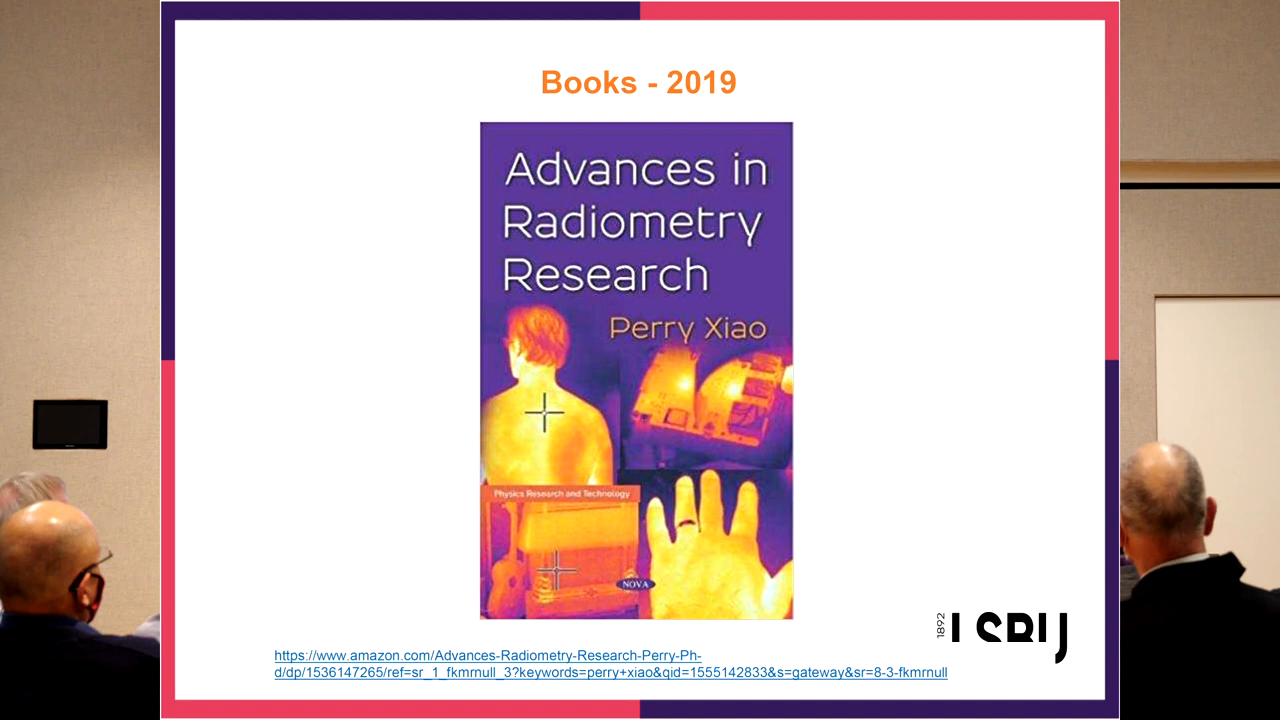 Books - 2019
Advances in
Radiometry
Research
Perry Xiao
Physics Research and Technology
NOVA
1892
LSBU
https://www.amazon.com/Advances-Radiometry-Research-Perry-Ph-
d/dp/1536147265/ref=sr_1_fkmrnull_3?keywords=perry+xiao&qid=1555142833&s=gateway&sr=8-3-fkmrnull